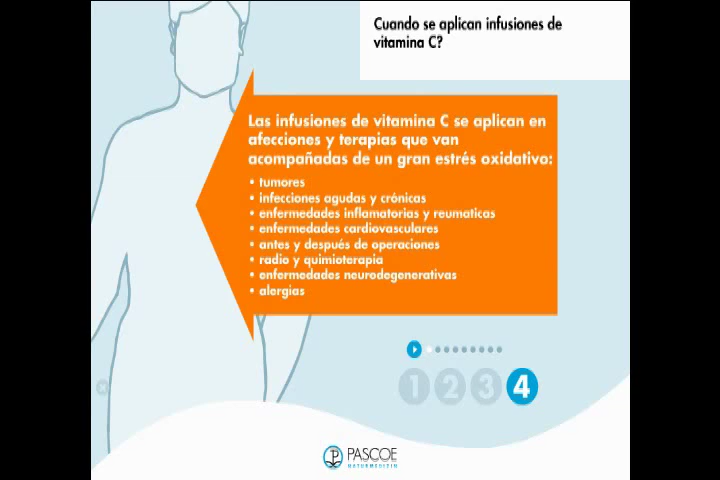 Cuando se aplican infusiones de
vitamina C?
Las infusiones de vitamina C se aplican en
afecciones y terapias que van
acompañadas de un gran estrés oxidativo:
• tumores
• infecciones agudas y crónicas
• enfermedades inflamatorias y reumaticas
• enfermedades cardiovasculares
• antes y después de operaciones
• radio y quimioterapia
• enfermedades neurodegenerativas
• alergias
1 2 3 4
PASCOE
NATURMEDIZIN